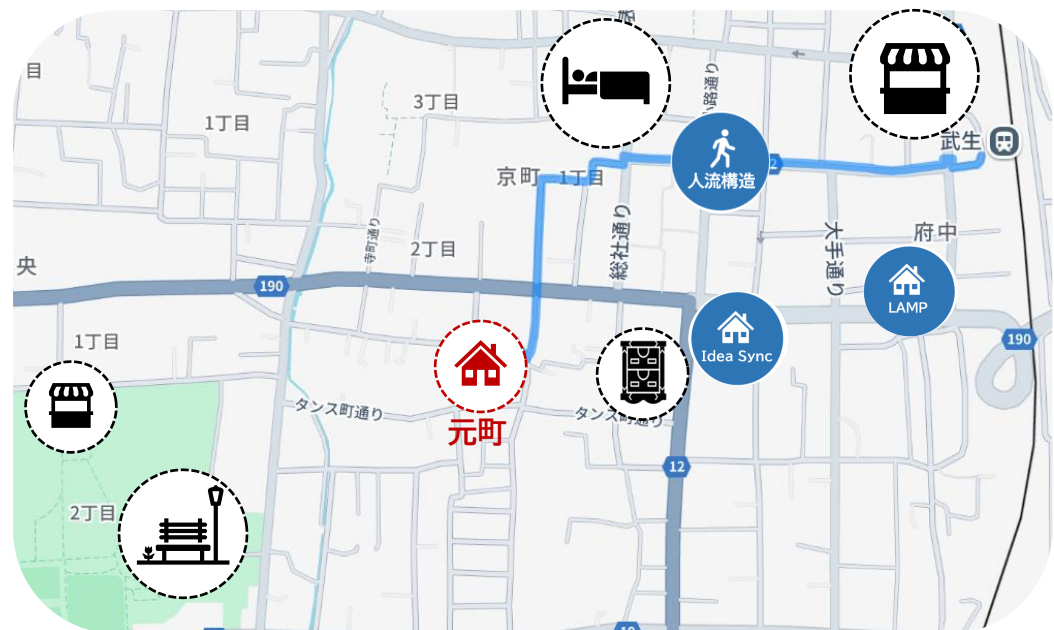 目
3丁目
1丁目
武生
2
人流構造
京町
1丁目
総社通り
寺町通り
2丁目
大手通り
府中
央
190
LAMP
Idea Sync
190
1丁目
タンス町通り
タンス町通り
元町
12
2丁目